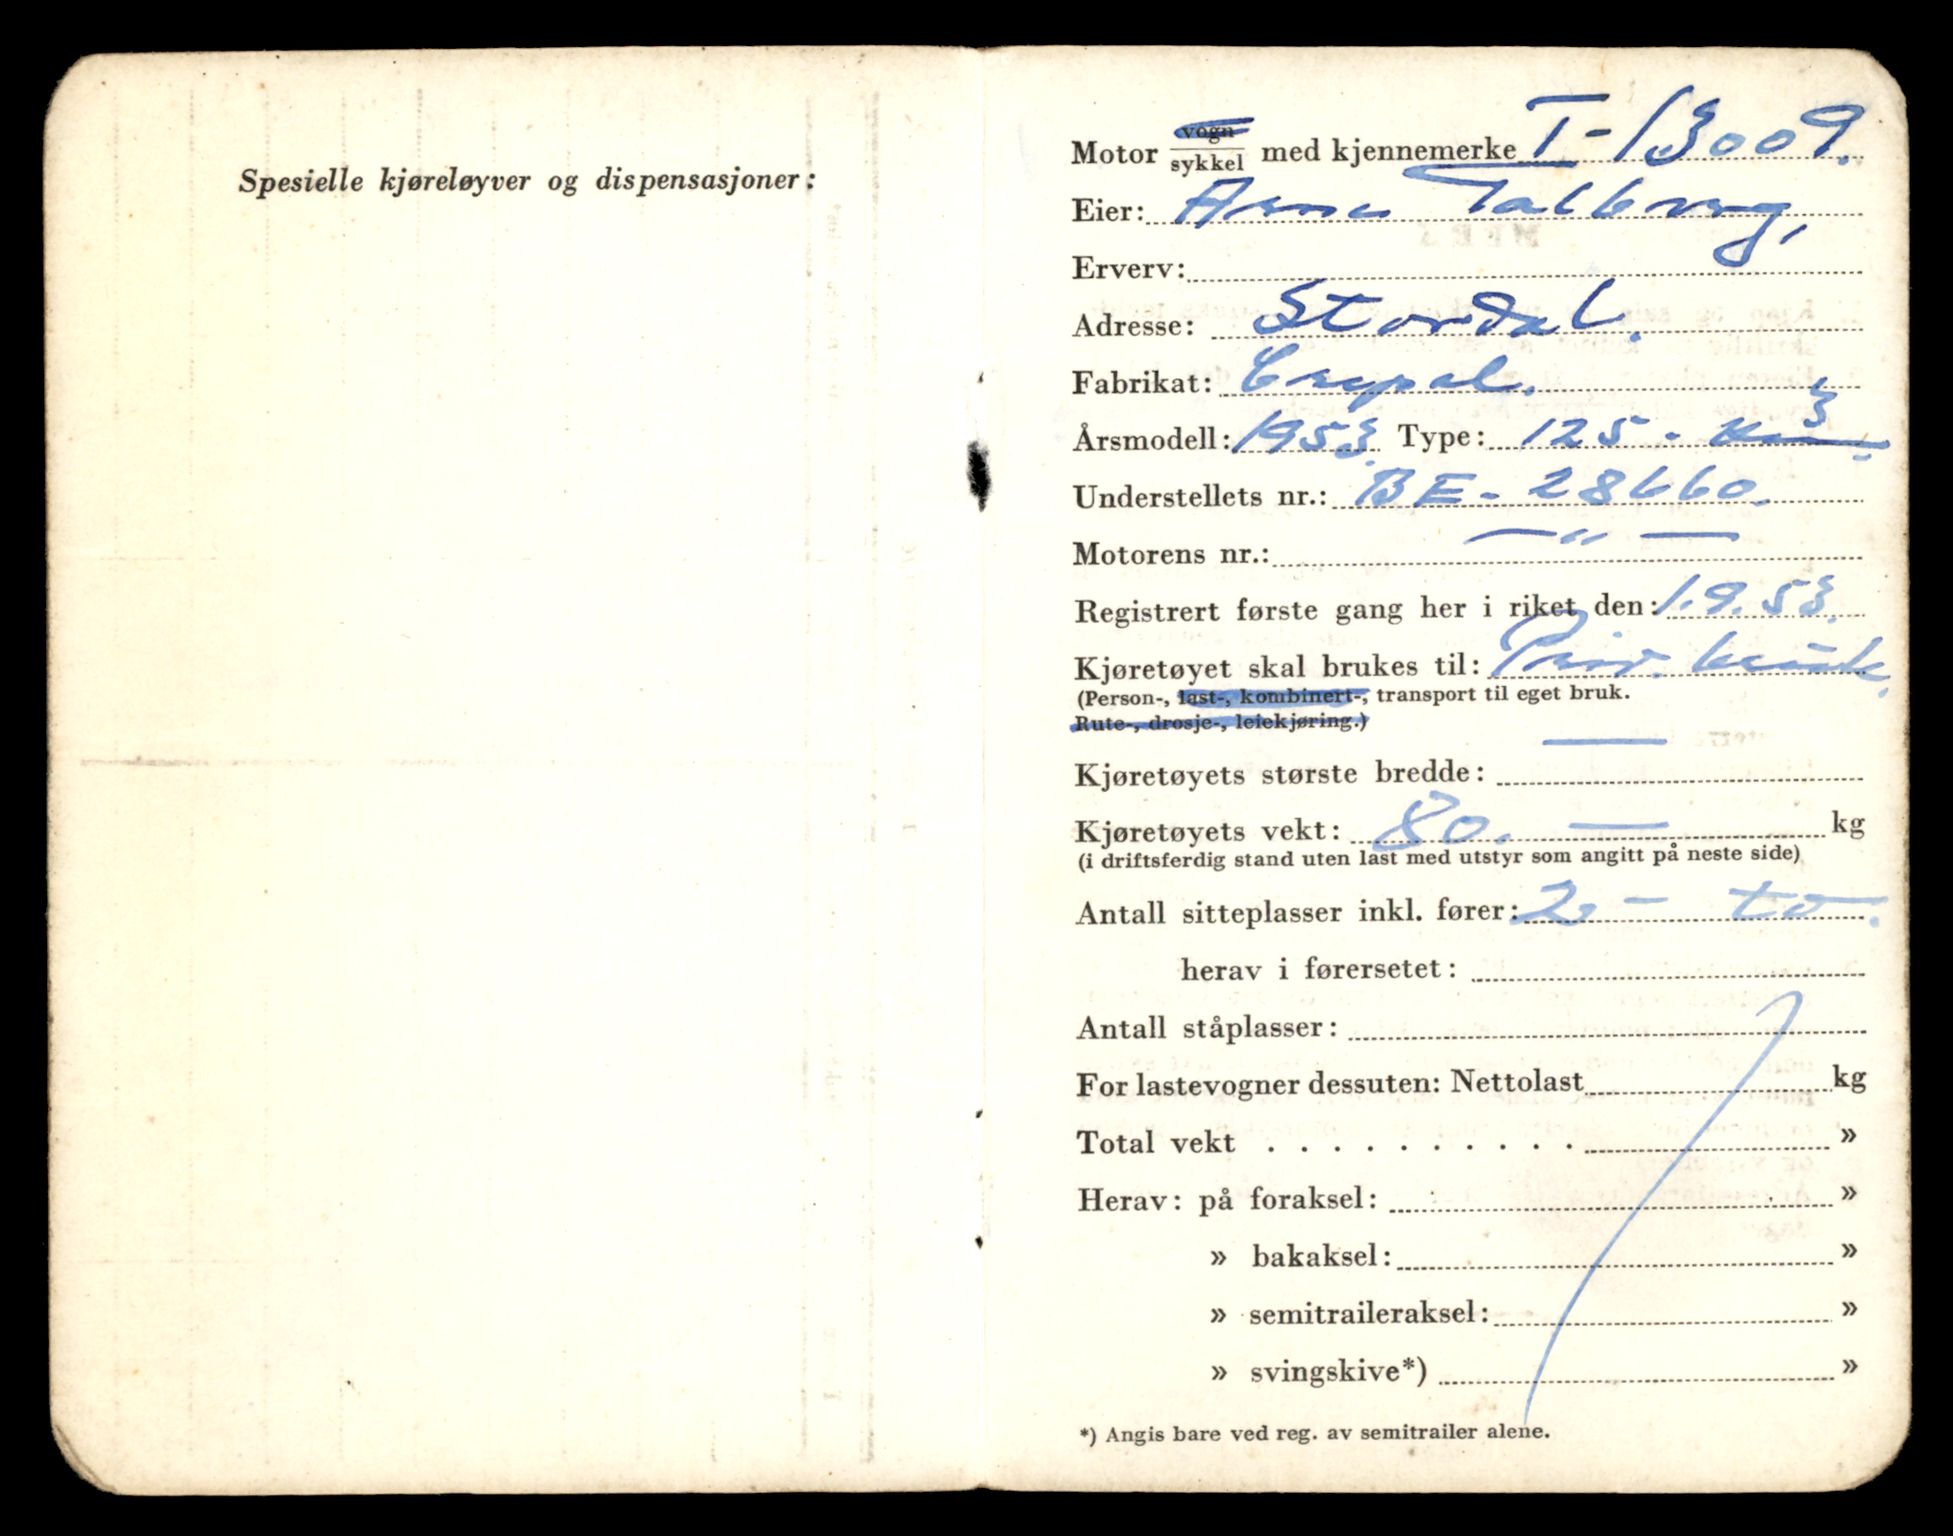 Spesielle kjøreløyver og dispensasjoner:
Motor vogn/sykkel med kjennemerke T-13009.
Eier: Arne Talberg,
Erverv:
Adresse: Stordal.
Fabrikat:
Årsmodell: 1953. Type: 125 - km3.
Understellets nr.: BE - 28660.
Motorens nr.: — " —
Registrert første gang her i riket den: 1.9.53.
Kjøretøyet skal brukes til: Priv. bruk.
(Person-, last-, kombinert-, transport til eget bruk.
Rute-, drosje-, leiekjøring.)
Kjøretøyets største bredde: —
Kjøretøyets vekt: 80. — kg
(i driftsferdig stand uten last med utstyr som angitt på neste side)
Antall sitteplasser inkl. fører: 2 - to.
herav i førersetet:
Antall ståplasser:
For lastevogner dessuten: Nettolast kg
Total vekt . . . . . . . . . . »
Herav: på foraksel: »
» bakaksel: »
» semitraileraksel: »
» svingskive*) »
*) Angis bare ved reg. av semitrailer alene.